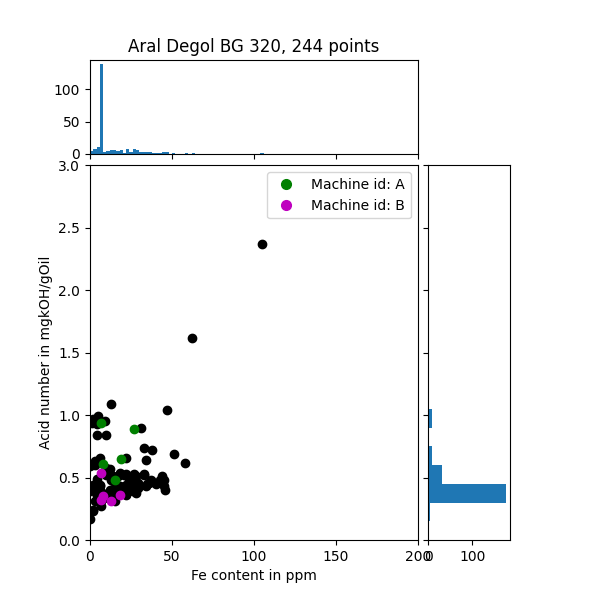 Aral Degol BG 320, 244 points
100
50
0
3.0
2.5
2.0
1.5
1.0
0.5
0.0
Acid number in mgkOH/gOil
Machine id: A
Machine id: B
0 50 100 150 200
Fe content in ppm
0 100